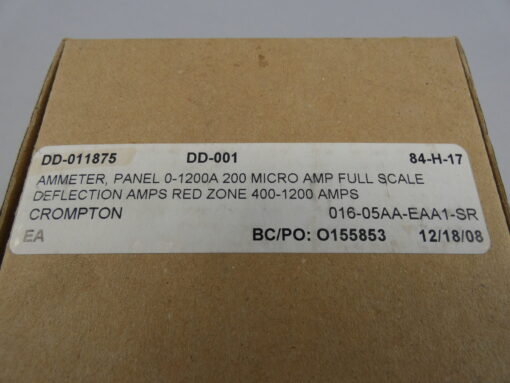 DD-011875 DD-001 84-H-17
AMMETER, PANEL 0-1200A 200 MICRO AMP FULL SCALE
DEFLECTION AMPS RED ZONE 400-1200 AMPS
CROMPTON 016-05AA-EAA1-SR
EA BC/PO: O155853 12/18/08